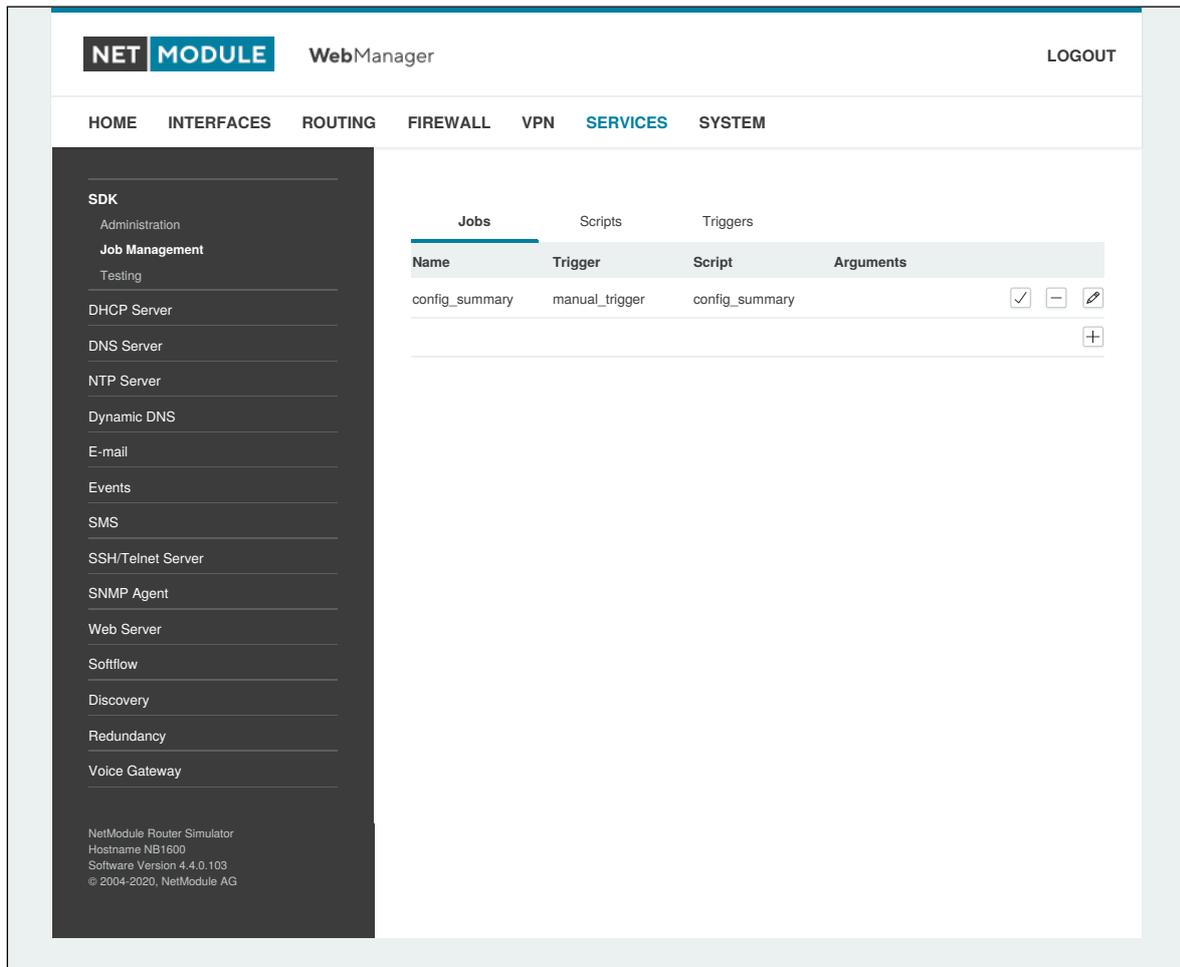 NET MODULE WebManager LOGOUT
HOME INTERFACES ROUTING FIREWALL VPN SERVICES SYSTEM
SDK
Administration
Job Management
Testing
DHCP Server
DNS Server
NTP Server
Dynamic DNS
E-mail
Events
SMS
SSH/Telnet Server
SNMP Agent
Web Server
Softflow
Discovery
Redundancy
Voice Gateway
NetModule Router Simulator
Hostname NB1600
Software Version 4.4.0.103
© 2004-2020, NetModule AG
Jobs Scripts Triggers
Name Trigger Script Arguments
config_summary manual_trigger config_summary